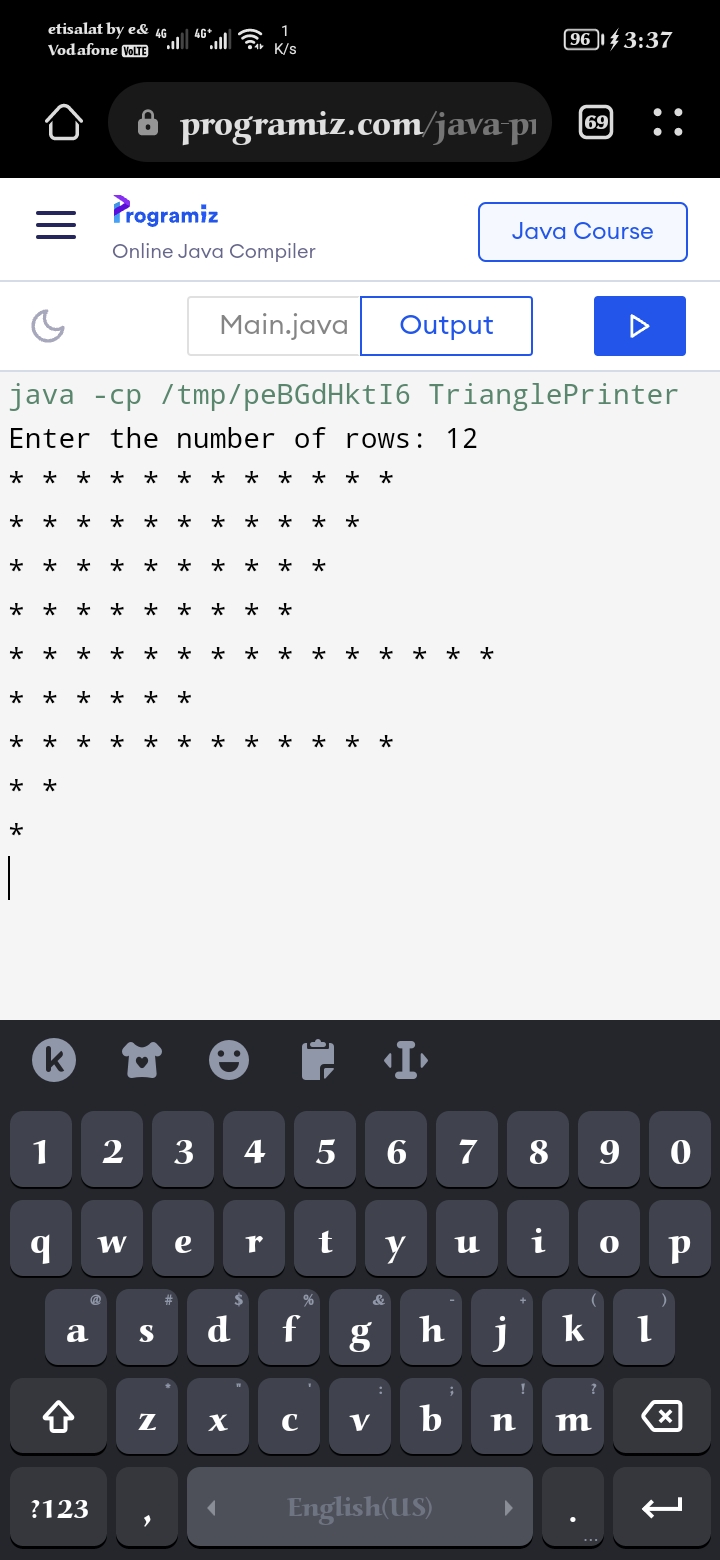 etisalat by e& 4G 4G+ 1 96 3:37
Vodafone VoLTE K/s
programiz.com/java-pr 69
Programiz
Online Java Compiler
Java Course
Main.java Output
java -cp /tmp/peBGdHktI6 TrianglePrinter
Enter the number of rows: 12
* * * * * * * * * * * *
* * * * * * * * * * *
* * * * * * * * * *
* * * * * * * * *
* * * * * * * * * * * * * * *
* * * * * *
* * * * * * * * * * * *
* *
*
k
1 2 3 4 5 6 7 8 9 0
q w e r t y u i o p
@ # $ % & - + ( )
a s d f g h j k l
* " ' : ; ! ?
z x c v b n m
?123 , English(US) . ...